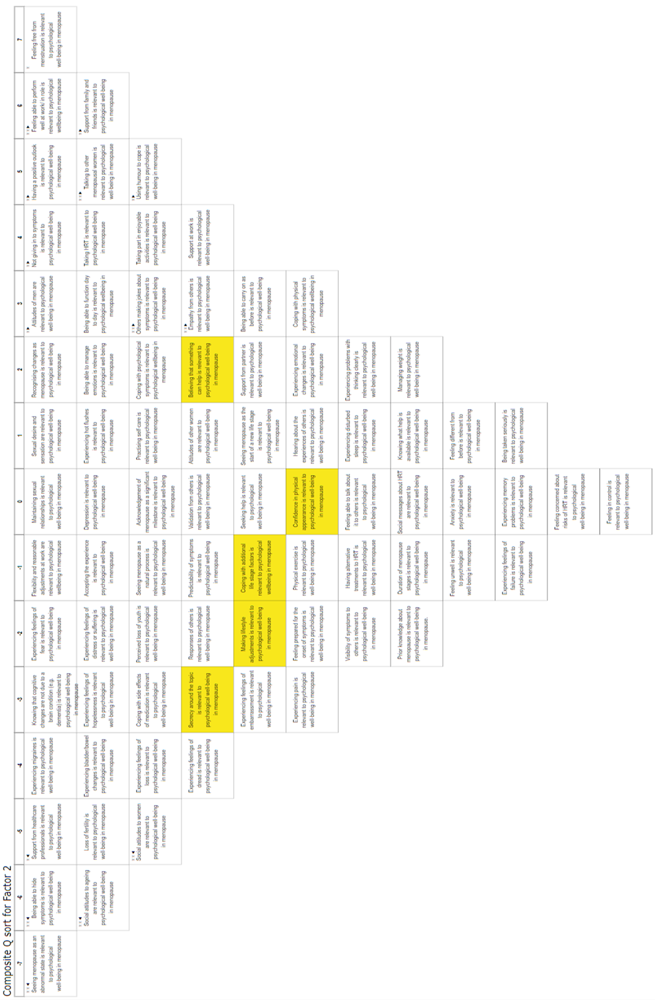 Composite Q sort for Factor 2
-7
-6
-5
-4
-3
-2
-1
0
1
2
3
4
5
6
7
** ◄
Seeing menopause as an
abnormal state is relevant
to psychological
well-being in menopause
** ◄
Being able to hide
symptoms is relevant to
psychological well-being
in menopause
** ◄
Support from healthcare
professionals is relevant
to psychological
well-being in menopause
Experiencing migraines is
relevant to psychological
well-being in menopause
Knowing that cognitive
changes are not due to a
brain condition (e.g.
dementia) is relevant to
psychological well-being
in menopause
Experiencing feelings of
fear is relevant to
psychological well-being
in menopause
Flexibility and reasonable
adjustments at work are
relevant to psychological
wellbeing in menopause
Maintaining sexual
relationships is relevant
to psychological
well-being in menopause
Sexual desire and
sensation are relevant to
psychological well-being
in menopause
Recognising changes as
menopause is relevant to
psychological well-being
in menopause
* ►
Attitudes of men are
relevant to psychological
well-being in menopause
** ►
Not giving in to symptoms
is relevant to
psychological well-being
in menopause
** ►
Having a positive outlook
is relevant to
psychological well-being
in menopause
** ►
Feeling able to perform
well at work/ in role is
relevant to psychological
wellbeing in menopause
*
Feeling free from
menstruation is relevant
to psychological
well-being in menopause
** ◄
Social attitudes to ageing
are relevant to
psychological well-being
in menopause
Loss of fertility is
relevant to psychological
well-being in menopause
Experiencing bladder/bowel
changes is relevant to
psychological well-being
in menopause
Experiencing feelings of
hopelessness is relevant
to psychological
well-being in menopause
Experiencing feelings of
distress or suffering is
relevant to psychological
well-being in menopause
Accepting the experience
is relevant to
psychological well-being
in menopause
Depression is relevant to
psychological well-being
in menopause
Experiencing hot flushes
is relevant to
psychological well-being
in menopause
Being able to manage
emotions is relevant to
psychological well-being
in menopause
Being able to function day
to day is relevant to
psychological wellbeing in
menopause
Taking HRT is relevant to
psychological well-being
in menopause
** ►
Talking to other
menopausal women is
relevant to psychological
well-being in menopause
** ►
Support from family and
friends is relevant to
psychological well-being
in menopause
** ◄
Social attitudes to women
are relevant to
psychological well-being
in menopause
Experiencing feelings of
loss is relevant to
psychological well-being
in menopause
Coping with side effects
of medication is relevant
to psychological
well-being in menopause
Perceived loss of youth is
relevant to psychological
well-being in menopause
Seeing menopause as a
natural process is
relevant to psychological
well-being in menopause
Acknowledgement of
menopause as a significant
milestone is relevant to
psychological well-being
in menopause
Practising self-care is
relevant to psychological
well-being in menopause
Coping with psychological
symptoms is relevant to
psychological wellbeing in
menopause
** ►
Others making jokes about
symptoms is relevant to
psychological well-being
in menopause
Taking part in enjoyable
activities is relevant to
psychological well-being
in menopause
** ►
Using humour to cope is
relevant to psychological
well-being in menopause
Experiencing feelings of
dread is relevant to
psychological well-being
in menopause
Secrecy around the topic
is relevant to
psychological well-being
in menopause
Responses of others is
relevant to psychological
well-being in menopause
Predictability of symptoms
is relevant to
psychological well-being
in menopause
Validation from others is
relevant to psychological
well-being in menopause
Attitudes of other women
are relevant to
psychological well-being
in menopause
Believing that something
can help is relevant to
psychological well-being
in menopause
** ►
Empathy from others is
relevant to psychological
well-being in menopause
Support at work is
relevant to psychological
well-being in menopause
Experiencing feelings of
embarrassment is relevant
to psychological
well-being in menopause
Making lifestyle
adjustments is relevant to
psychological well-being
in menopause
Coping with additional
life stage factors is
relevant to psychological
wellbeing in menopause
Seeking help is relevant
to psychological
well-being in menopause
Seeing menopause as the
start of a new life stage
is relevant to
psychological well-being
in menopause
Support from partner is
relevant to psychological
well-being in menopause
Being able to carry on as
before is relevant to
psychological well-being
in menopause
Experiencing pain is
relevant to psychological
well-being in menopause
Feeling prepared for the
onset of symptoms is
relevant to psychological
well-being in menopause
Physical exercise is
relevant to psychological
well-being in menopause
Confidence in physical
appearance is relevant to
psychological well-being
in menopause
Hearing about the
experiences of others is
relevant to psychological
well-being in menopause
Experiencing emotional
changes is relevant to
psychological well-being
in menopause
Coping with physical
symptoms is relevant to
psychological wellbeing in
menopause
Visibility of symptoms to
others is relevant to
psychological well-being
in menopause
Having alternative
treatments to HRT is
relevant to psychological
well-being in menopause
Feeling able to talk about
it to others is relevant
to psychological
well-being in menopause
Experiencing disturbed
sleep is relevant to
psychological well-being
in menopause
Experiencing problems with
thinking clearly is
relevant to psychological
well-being in menopause
Prior knowledge about
menopause is relevant to
psychological well-being
in menopause.
Duration of menopause
stages is relevant to
psychological well-being
in menopause
Social messages about HRT
are relevant to
psychological well-being
in menopause
Knowing what help is
available is relevant to
psychological well-being
in menopause
Managing weight is
relevant to psychological
well-being in menopause
Feeling unwell is relevant
to psychological
well-being in menopause
Anxiety is relevant to
psychological well-being
in menopause
Feeling different from
before is relevant to
psychological well-being
in menopause
Experiencing feelings of
failure is relevant to
psychological well-being
in menopause
Experiencing memory
problems is relevant to
psychological well-being
in menopause
Being taken seriously is
relevant to psychological
well-being in menopause
Feeling concerned about
risks of HRT is relevant
to psychological
well-being in menopause
Feeling in control is
relevant to psychological
well-being in menopause